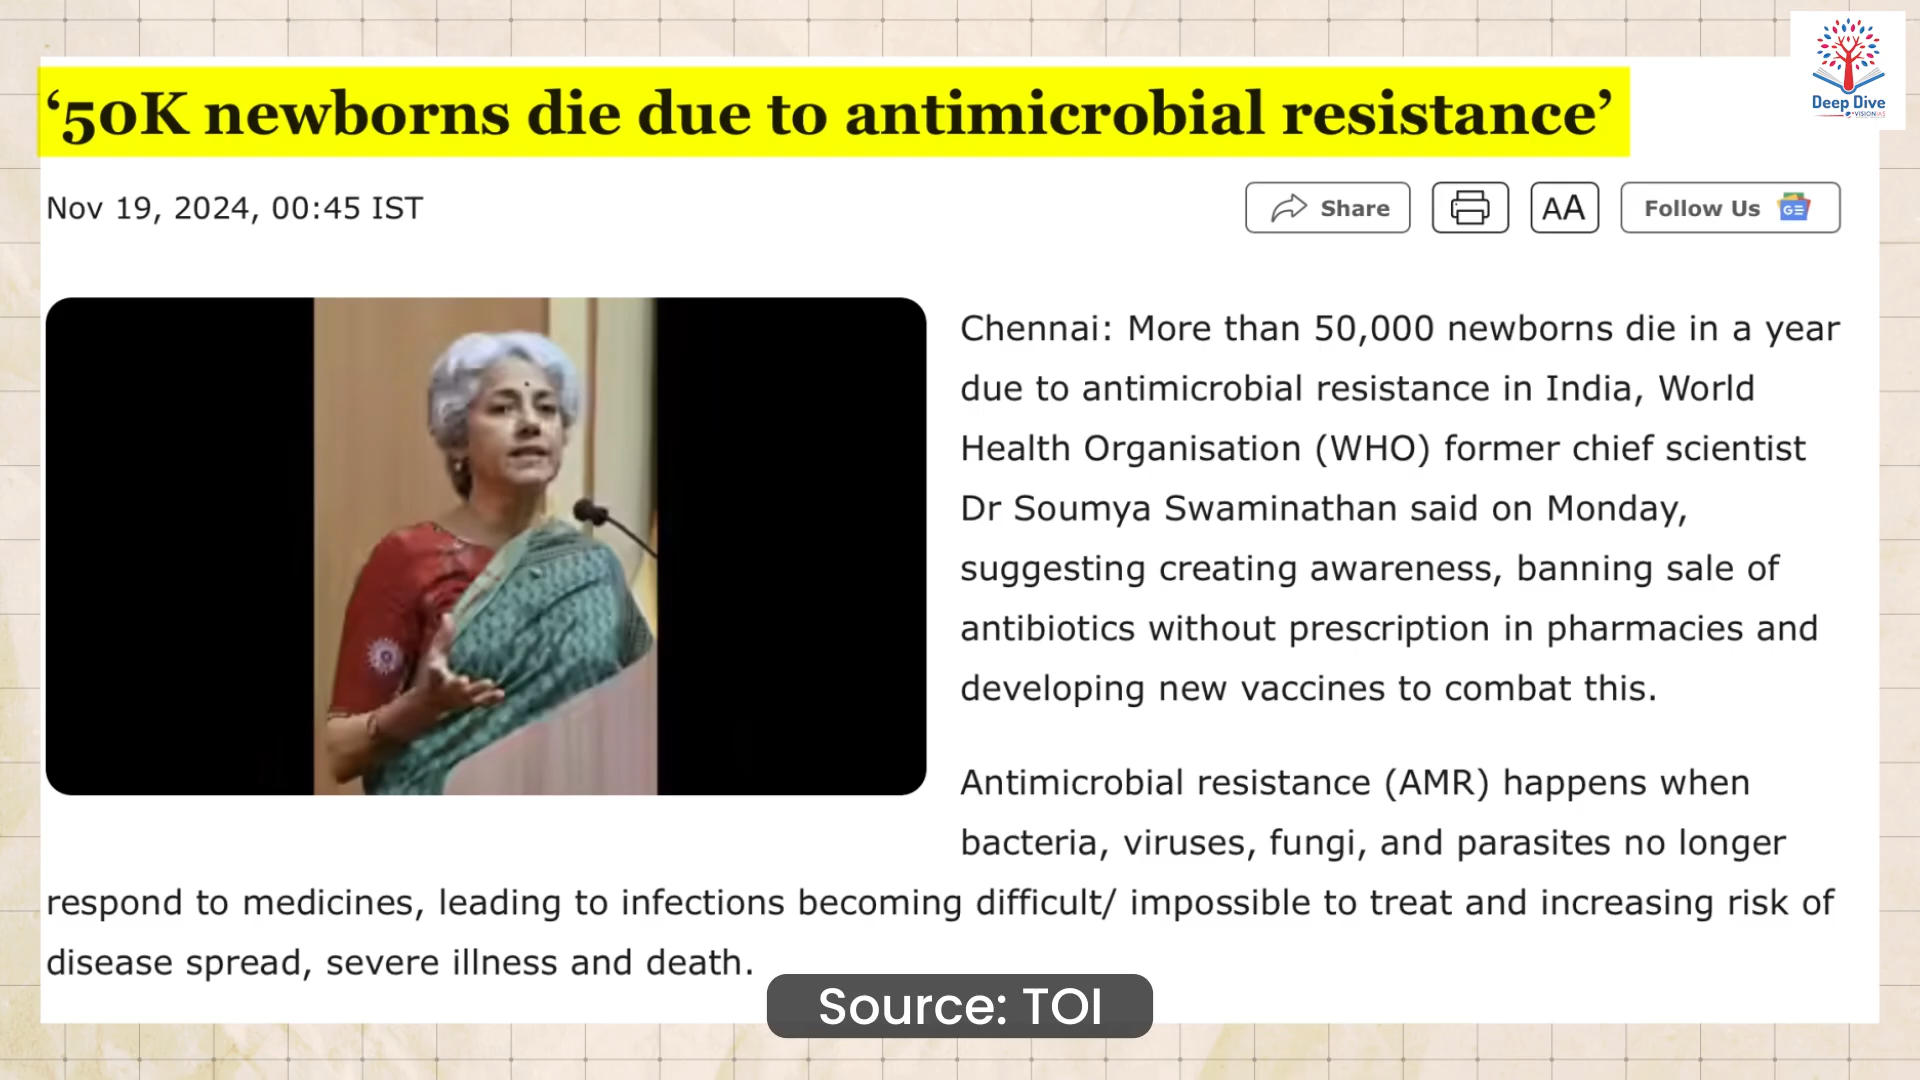 ‘50K newborns die due to antimicrobial resistance’
Deep Dive
VISIONIAS
Nov 19, 2024, 00:45 IST
Share
AA
Follow Us
GE
Chennai: More than 50,000 newborns die in a year
due to antimicrobial resistance in India, World
Health Organisation (WHO) former chief scientist
Dr Soumya Swaminathan said on Monday,
suggesting creating awareness, banning sale of
antibiotics without prescription in pharmacies and
developing new vaccines to combat this.
Antimicrobial resistance (AMR) happens when
bacteria, viruses, fungi, and parasites no longer
respond to medicines, leading to infections becoming difficult/ impossible to treat and increasing risk of
disease spread, severe illness and death.
Source: TOI